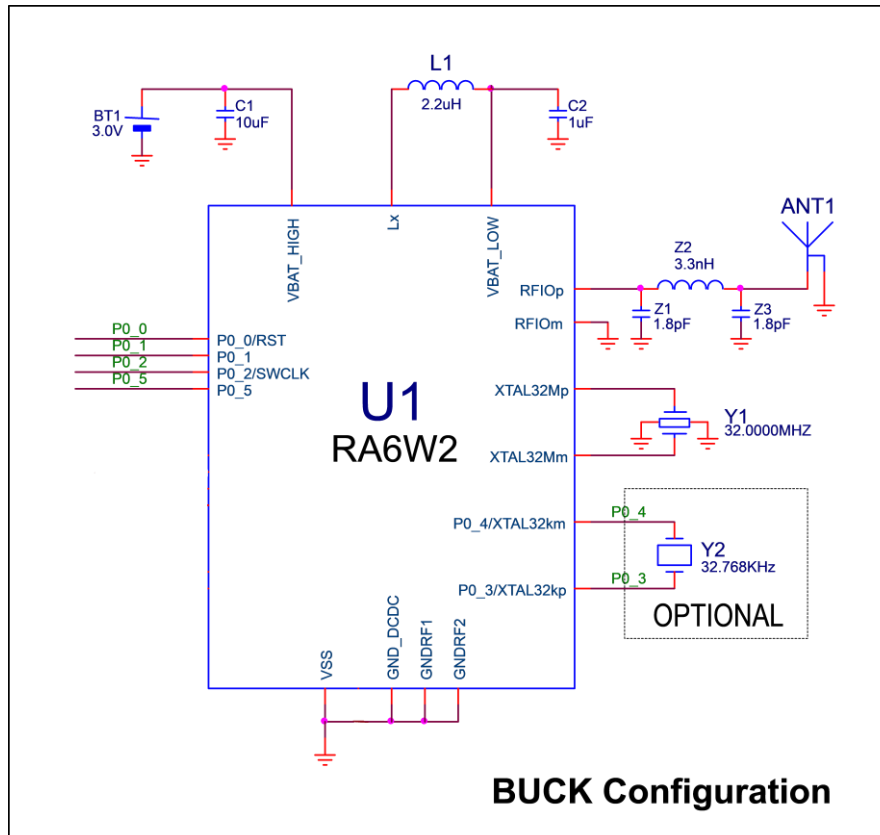 L1
2.2uH
C1
10uF
C2
1uF
BT1
3.0V
VBAT_HIGH
Lx
VBAT_LOW
ANT1
Z2
3.3nH
RFIOp
Z1
1.8pF
Z3
1.8pF
RFIOm
P0_0
P0_0/RST
P0_1
P0_1
P0_2
P0_2/SWCLK
P0_5
P0_5
U1
RA6W2
XTAL32Mp
Y1
32.0000MHZ
XTAL32Mm
P0_4/XTAL32km
P0_4
Y2
32.768KHz
P0_3/XTAL32kp
P0_3
OPTIONAL
VSS
GND_DCDC
GNDRF1
GNDRF2
BUCK Configuration